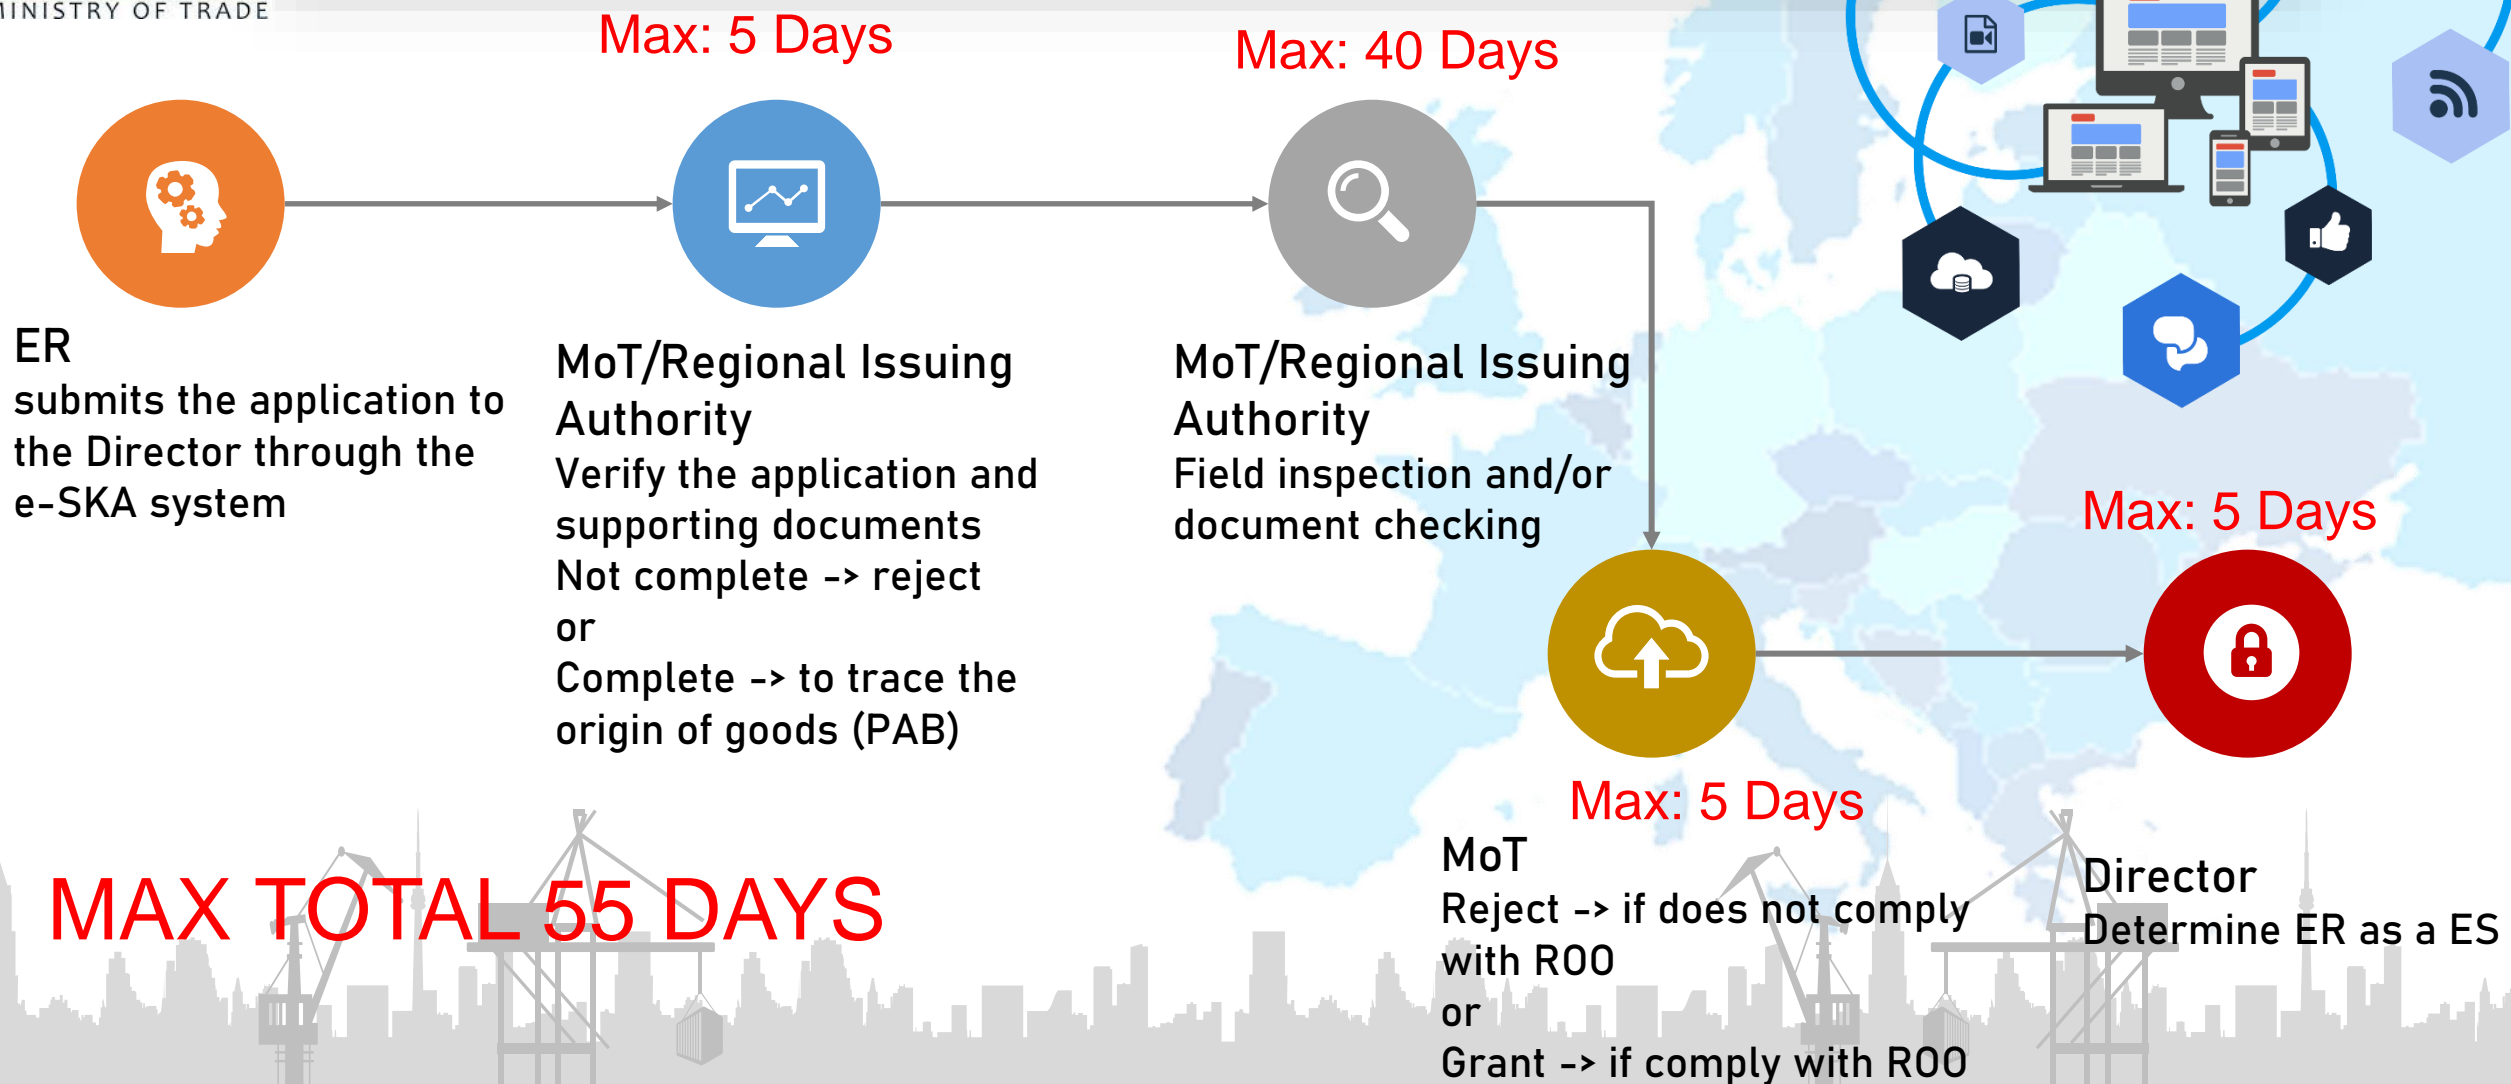 MINISTRY OF TRADE
Max: 5 Days
Max: 40 Days
ER
submits the application to
the Director through the
e-SKA system
MoT/Regional Issuing
Authority
Verify the application and
supporting documents
Not complete -> reject
or
Complete -> to trace the
origin of goods (PAB)
MoT/Regional Issuing
Authority
Field inspection and/or
document checking
Max: 5 Days
MoT
Reject -> if does not comply
with ROO
or
Grant -> if comply with ROO
Max: 5 Days
Director
Determine ER as a ES
MAX TOTAL 55 DAYS